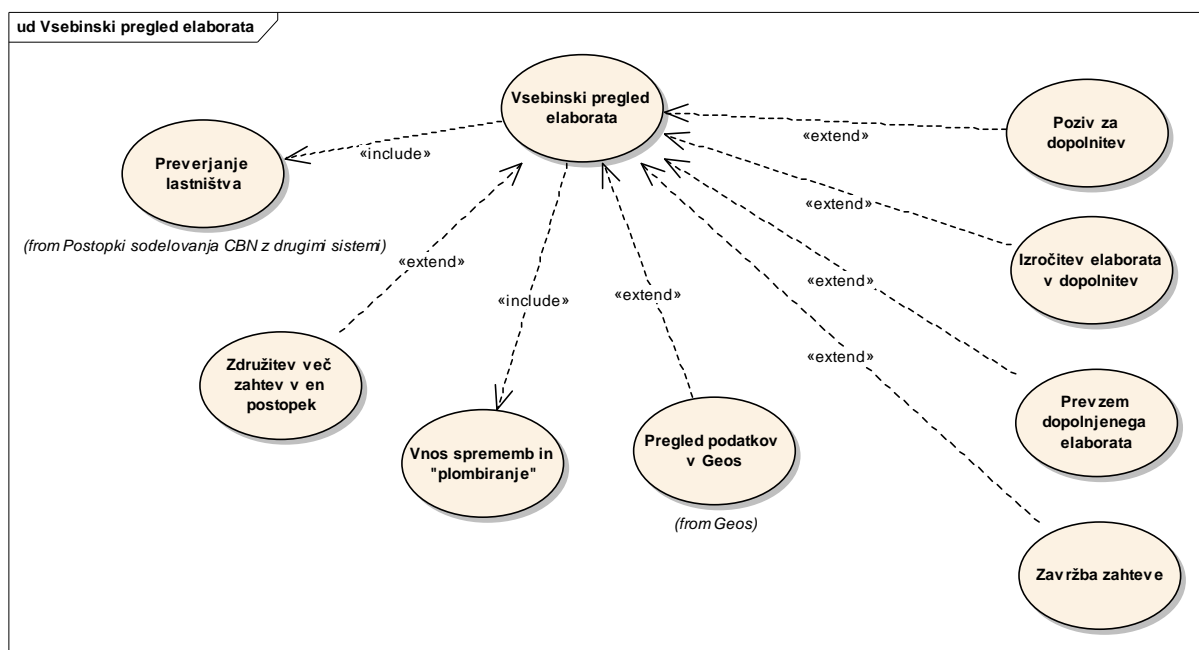 ud Vsebinski pregled elaborata
Vsebinski pregled
elaborata
Poziv za
dopolnitev
«extend»
Preverjanje
lastništva
«include»
(from Postopki sodelovanja CBN z drugimi sistemi)
«extend»
Izročitev elaborata
v dopolnitev
«extend»
«include»
«extend»
«extend»
«extend»
Združitev več
zahtev v en
postopek
Prevzem
dopolnjenega
elaborata
Vnos sprememb in
"plombiranje"
Pregled podatkov
v Geos
(from Geos)
Zavržba zahteve